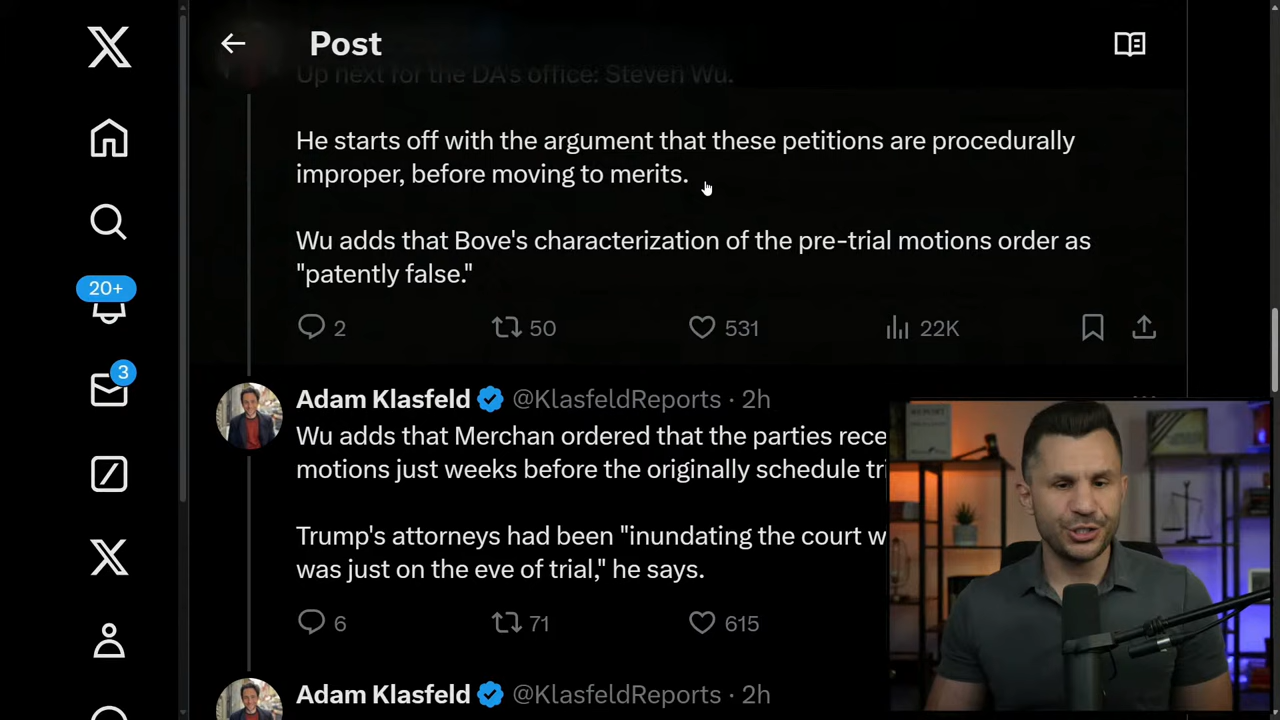 Post
Up next for the DA's office: Steven Wu.
He starts off with the argument that these petitions are procedurally
improper, before moving to merits.
Wu adds that Bove's characterization of the pre-trial motions order as
"patently false."
2 50 531 22K
20+
3
Adam Klasfeld @KlasfeldReports · 2h
Wu adds that Merchan ordered that the parties rece
motions just weeks before the originally schedule tri
Trump's attorneys had been "inundating the court w
was just on the eve of trial," he says.
6 71 615
Adam Klasfeld @KlasfeldReports · 2h